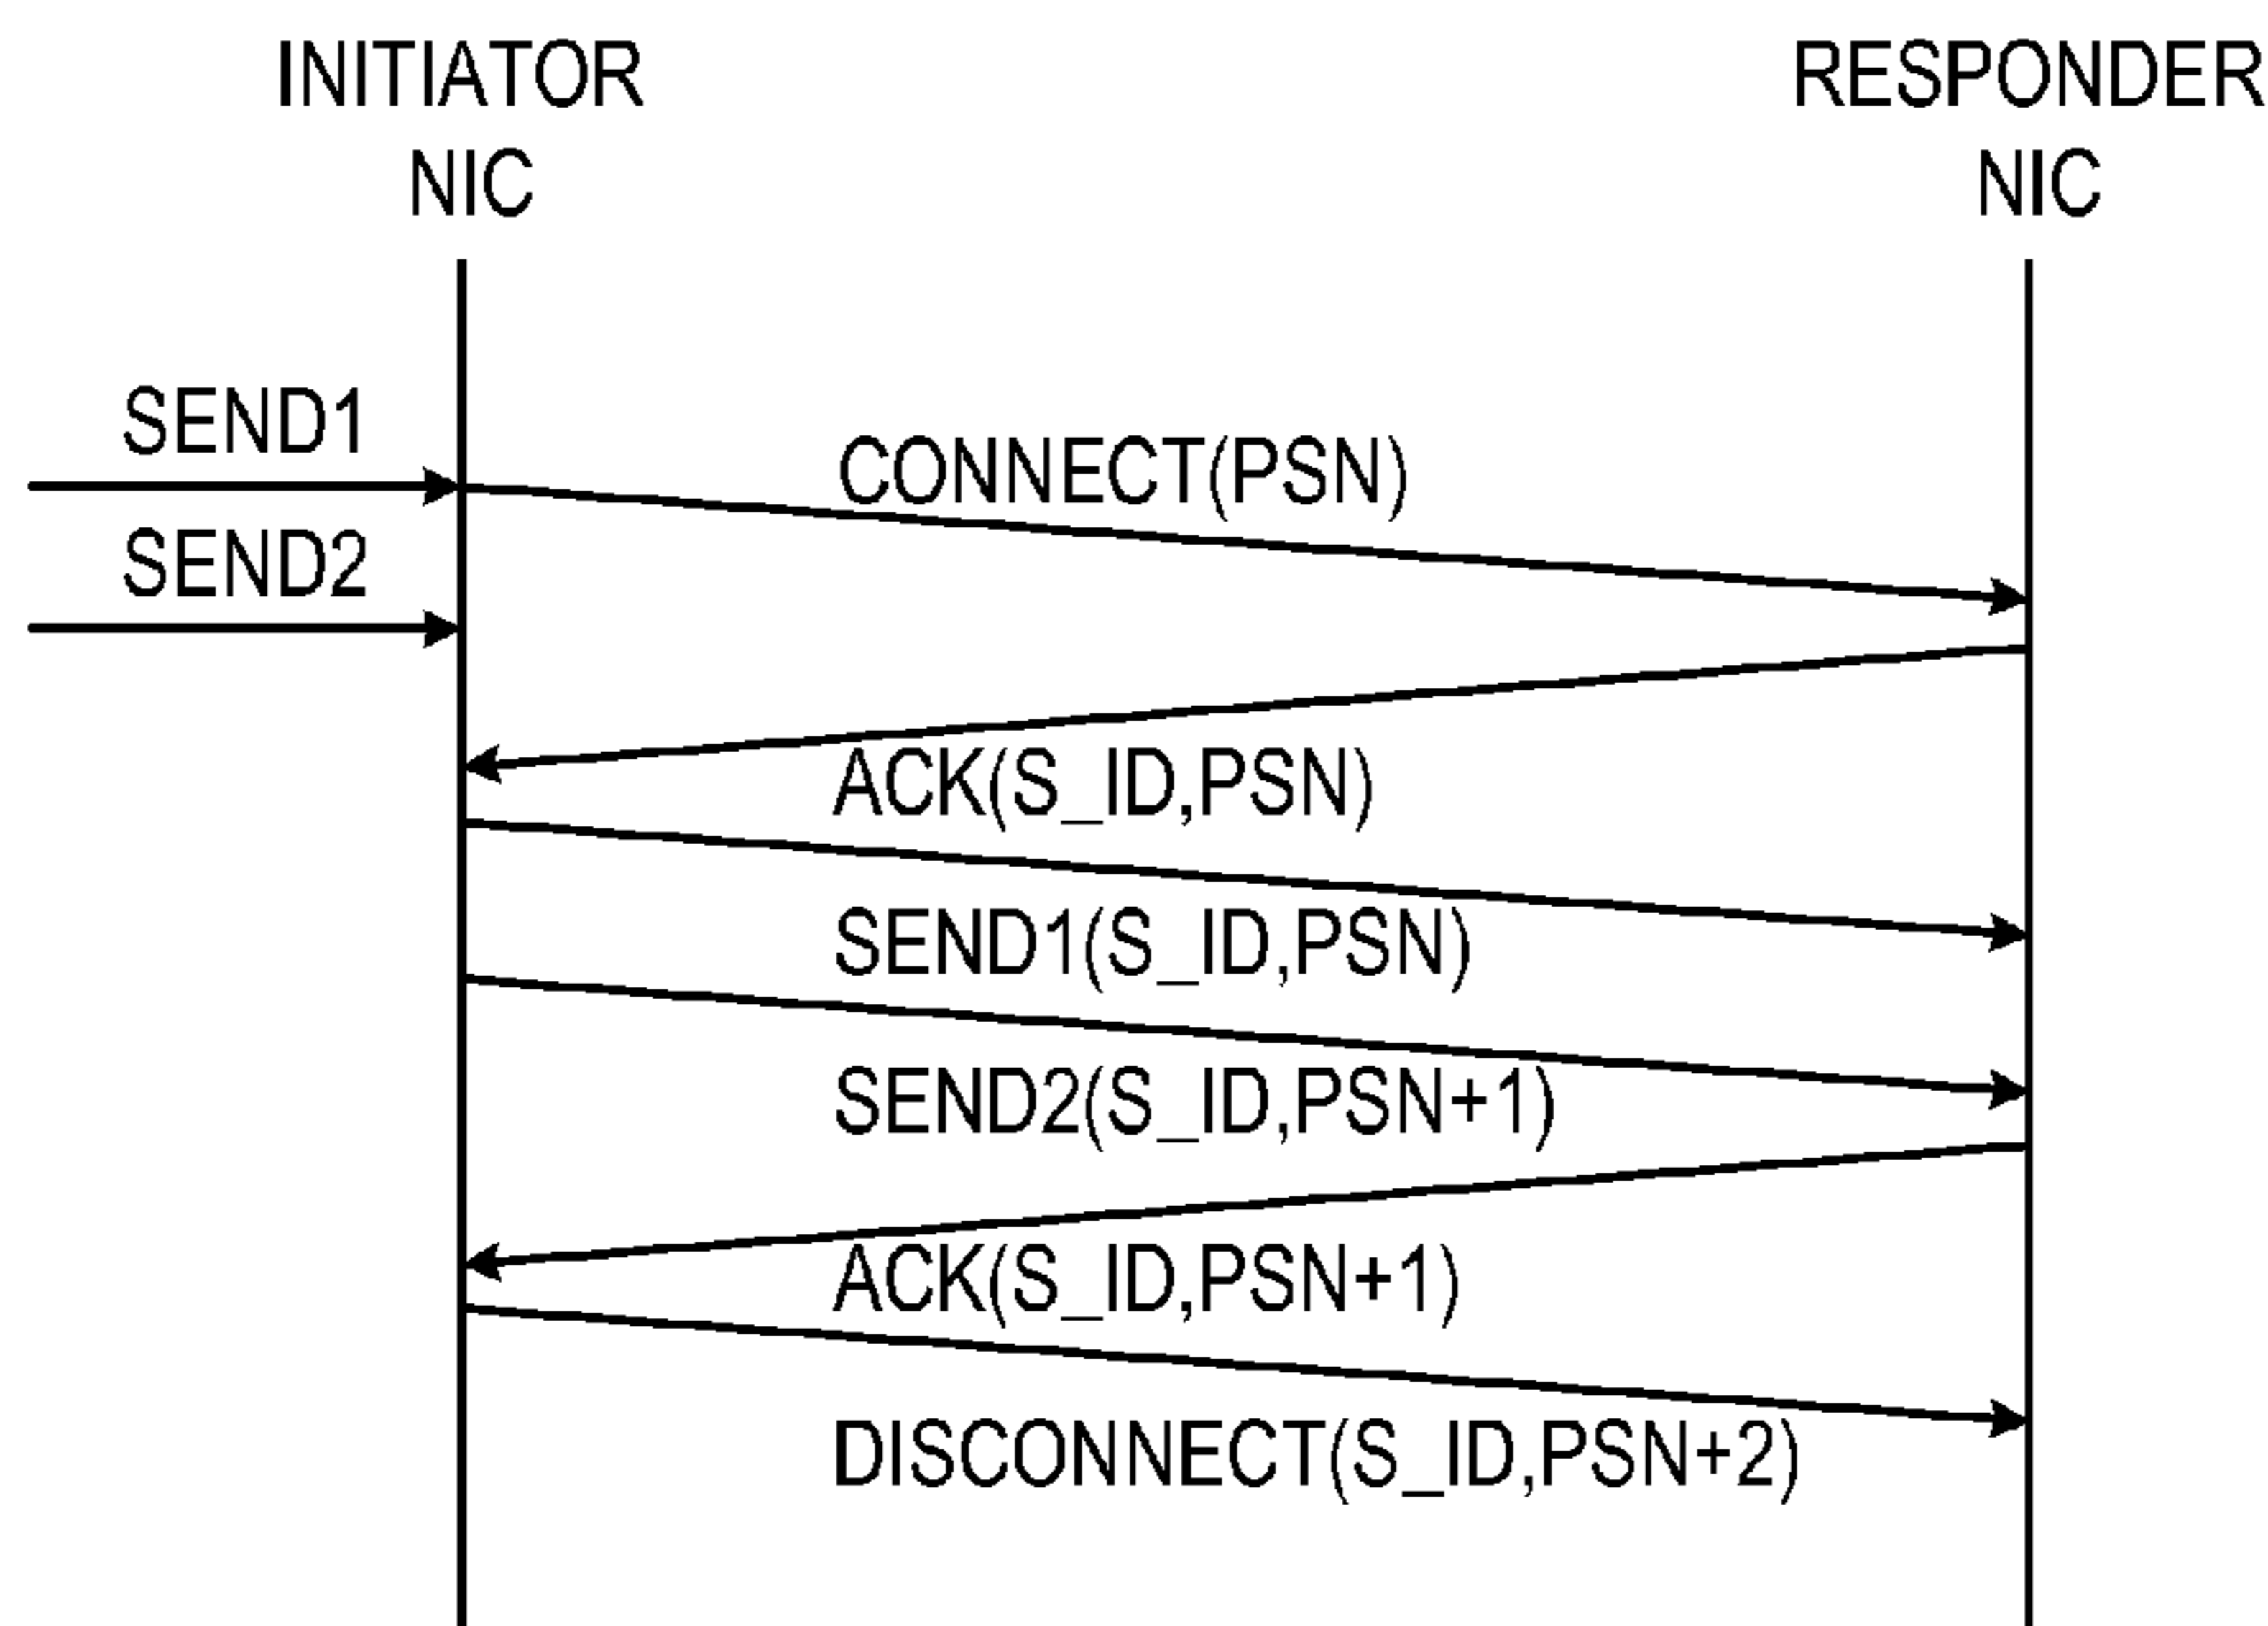 INITIATOR
NIC
RESPONDER
NIC
SEND1
CONNECT(PSN)
SEND2
ACK(S_ID,PSN)
SEND1(S_ID,PSN)
SEND2(S_ID,PSN+1)
ACK(S_ID,PSN+1)
DISCONNECT(S_ID,PSN+2)